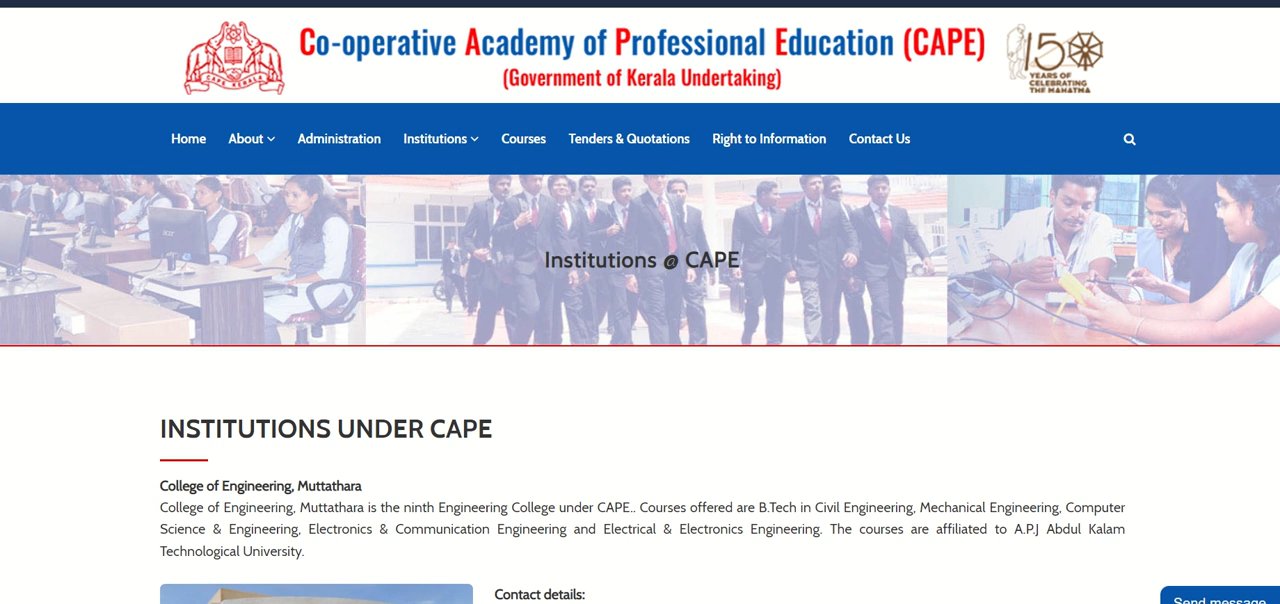 Co-operative Academy of Professional Education (CAPE)
(Government of Kerala Undertaking)
CAPE KERALA
150
YEARS OF
CELEBRATING
THE MAHATMA
Home About Administration Institutions Courses Tenders & Quotations Right to Information Contact Us
Institutions @ CAPE
INSTITUTIONS UNDER CAPE
College of Engineering, Muttathara
College of Engineering, Muttathara is the ninth Engineering College under CAPE.. Courses offered are B.Tech in Civil Engineering, Mechanical Engineering, Computer
Science & Engineering, Electronics & Communication Engineering and Electrical & Electronics Engineering. The courses are affiliated to A.P.J Abdul Kalam
Technological University.
Contact details:
Send message